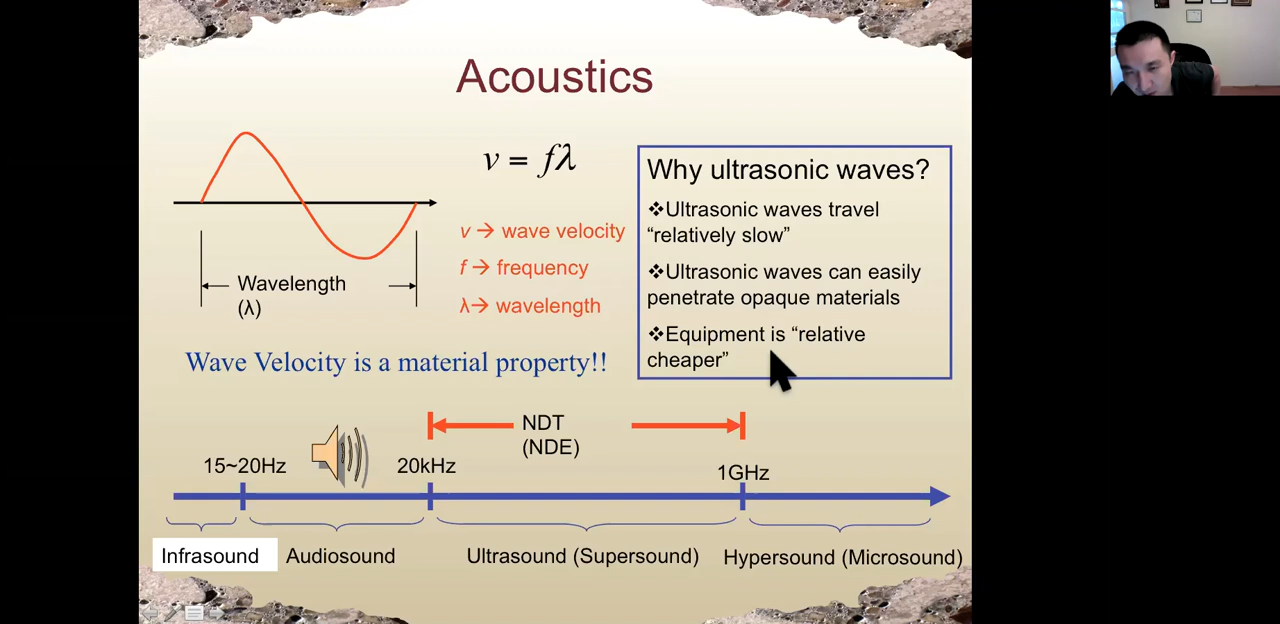 Acoustics
v = fλ
v → wave velocity
f → frequency
λ→ wavelength
Wavelength
(λ)
Wave Velocity is a material property!!
Why ultrasonic waves?
❖Ultrasonic waves travel
“relatively slow”
❖Ultrasonic waves can easily
penetrate opaque materials
❖Equipment is “relative
cheaper”
NDT
(NDE)
15~20Hz
20kHz
1GHz
Infrasound
Audiosound
Ultrasound (Supersound)
Hypersound (Microsound)